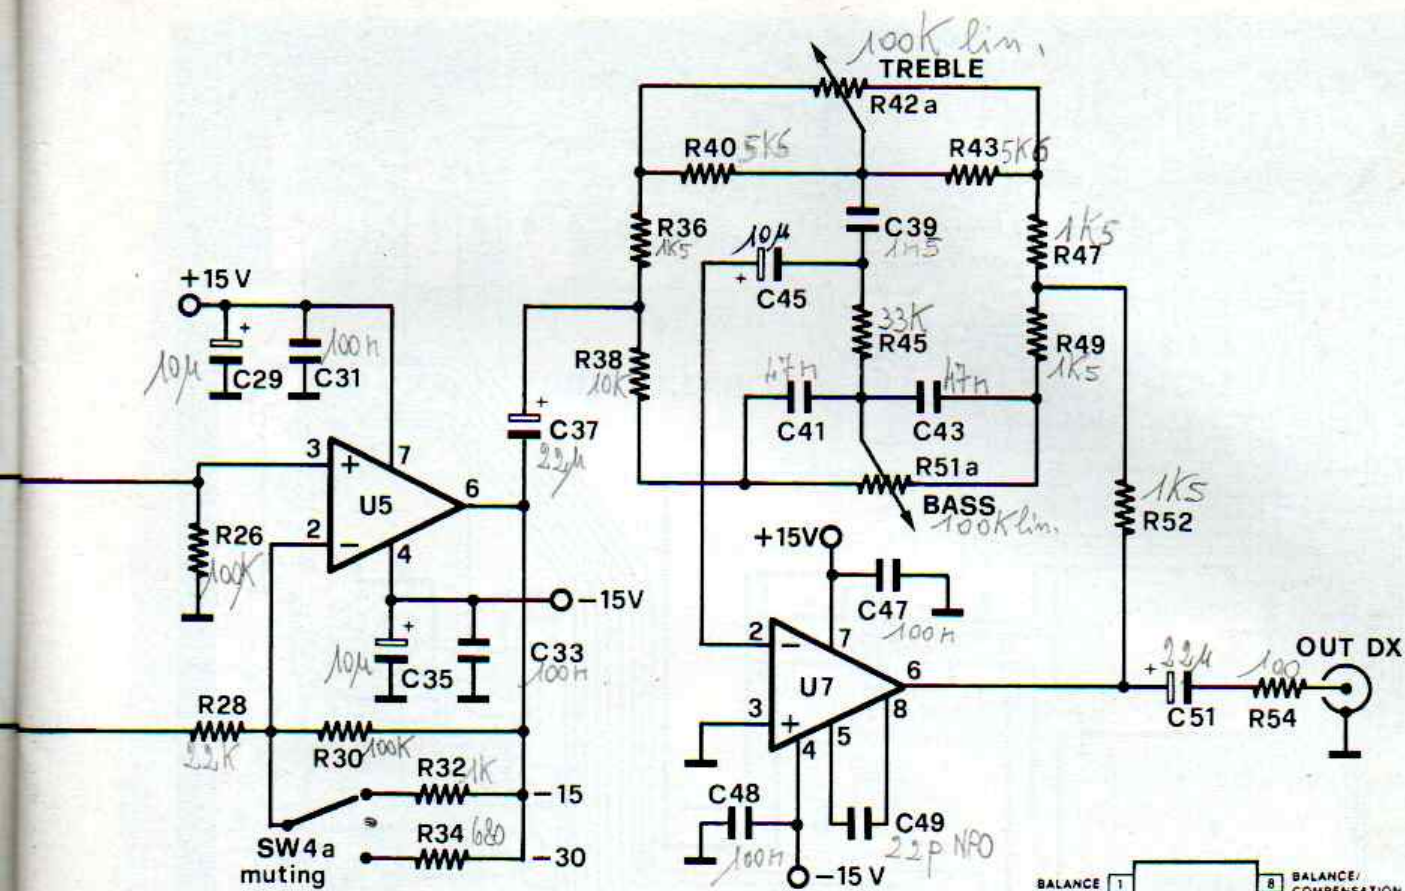 100K lin.
TREBLE
R42a
R40 5K6
R43 5K6
R36
1K5
10µ
+
C45
C39
1n5
1K5
R47
+15V
+
10µ
C29
100n
C31
R38
10K
33K
R45
R49
1K5
47n
C41
47n
C43
+
C37
22µ
R51a
BASS
100K lin.
3
+
7
U5
6
2
−
4
R26
100K
1K5
R52
+15V
−15V
C47
100n
+
10µ
C35
C33
100n
2
−
7
U7
6
8
3
+
4
5
OUT DX
+
22µ
C51
100
R54
R28
22K
R30
100K
R32
1K
−15
SW4a
muting
R34
680
−30
C48
100n
C49
22p NPO
−15V
BALANCE 1
8 BALANCE/
COMPENSATION